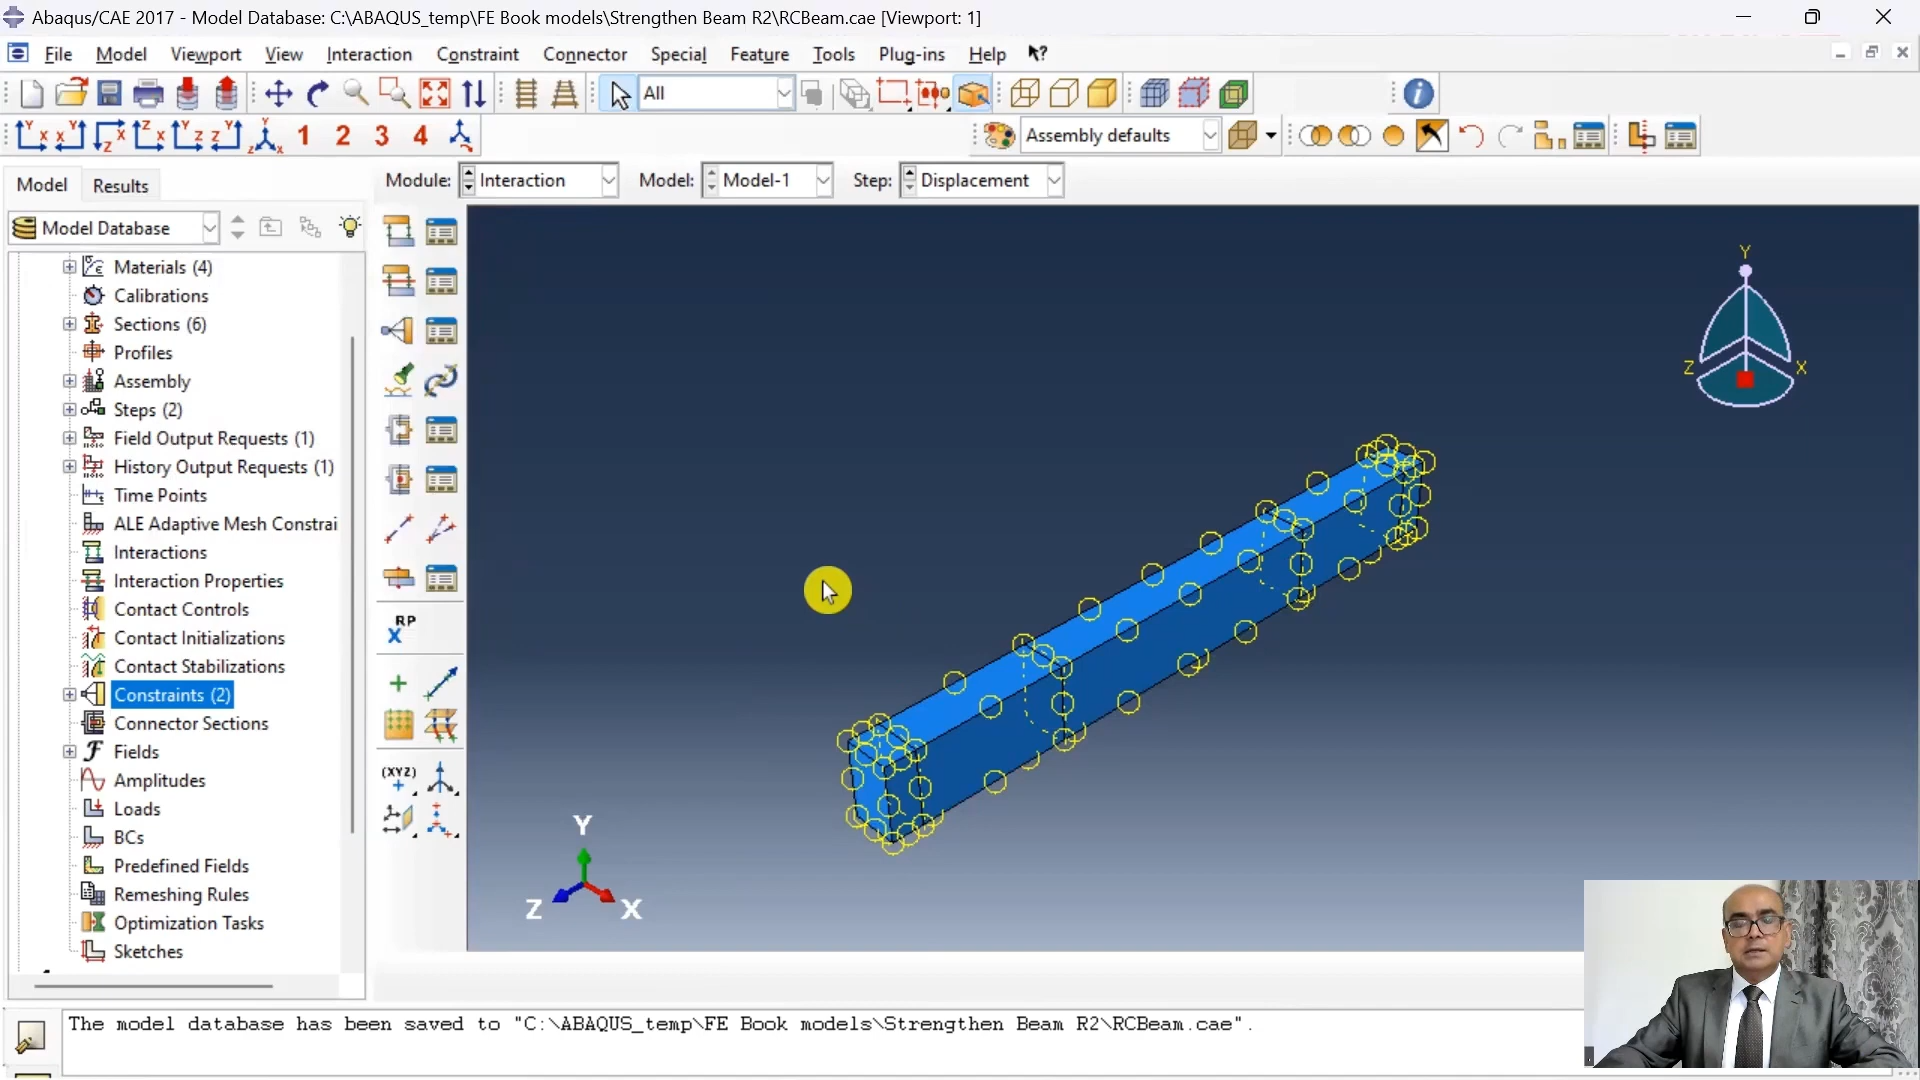 Abaqus/CAE 2017 - Model Database: C:\ABAQUS_temp\FE Book models\Strengthen Beam R2\RCBeam.cae [Viewport: 1]
File Model Viewport View Interaction Constraint Connector Special Feature Tools Plug-ins Help
All
1 2 3 4
Assembly defaults
Model Results
Module: Interaction Model: Model-1 Step: Displacement
Model Database
Materials (4)
Calibrations
Sections (6)
Profiles
Assembly
Steps (2)
Field Output Requests (1)
History Output Requests (1)
Time Points
ALE Adaptive Mesh Constrai
Interactions
Interaction Properties
Contact Controls
Contact Initializations
Contact Stabilizations
Constraints (2)
Connector Sections
Fields
Amplitudes
Loads
BCs
Predefined Fields
Remeshing Rules
Optimization Tasks
Sketches
RP
(XYZ)
Y
Z X
Y
Z X
The model database has been saved to "C:\ABAQUS_temp\FE Book models\Strengthen Beam R2\RCBeam.cae".